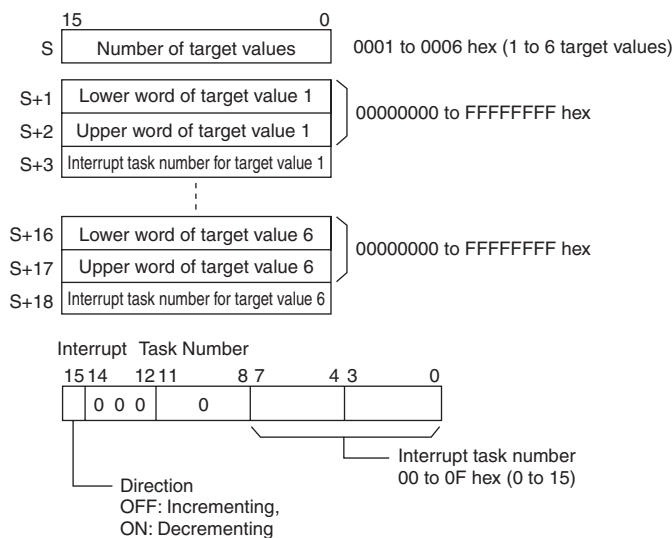 15 0
S Number of target values 0001 to 0006 hex (1 to 6 target values)
S+1 Lower word of target value 1
00000000 to FFFFFFFF hex
S+2 Upper word of target value 1
S+3 Interrupt task number for target value 1
S+16 Lower word of target value 6
00000000 to FFFFFFFF hex
S+17 Upper word of target value 6
S+18 Interrupt task number for target value 6
Interrupt Task Number
15 14 12 11 8 7 4 3 0
0 0 0 0
Interrupt task number
00 to 0F hex (0 to 15)
Direction
OFF: Incrementing,
ON: Decrementing